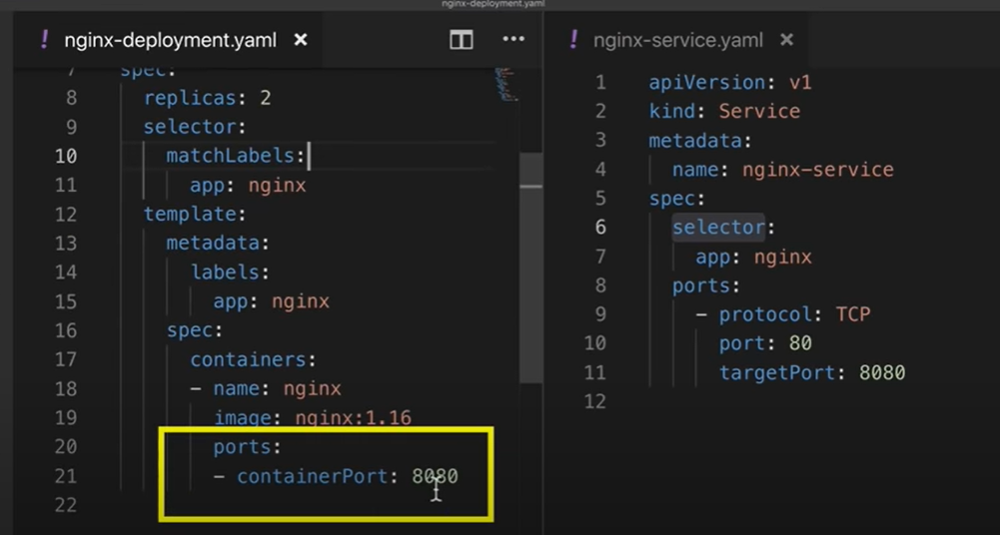 nginx-deployment.yaml
! nginx-deployment.yaml × ...
7 spec:
8 replicas: 2
9 selector:
10 matchLabels:
11 app: nginx
12 template:
13 metadata:
14 labels:
15 app: nginx
16 spec:
17 containers:
18 - name: nginx
19 image: nginx:1.16
20 ports:
21 - containerPort: 8080
22
! nginx-service.yaml ×
1 apiVersion: v1
2 kind: Service
3 metadata:
4 name: nginx-service
5 spec:
6 selector:
7 app: nginx
8 ports:
9 - protocol: TCP
10 port: 80
11 targetPort: 8080
12